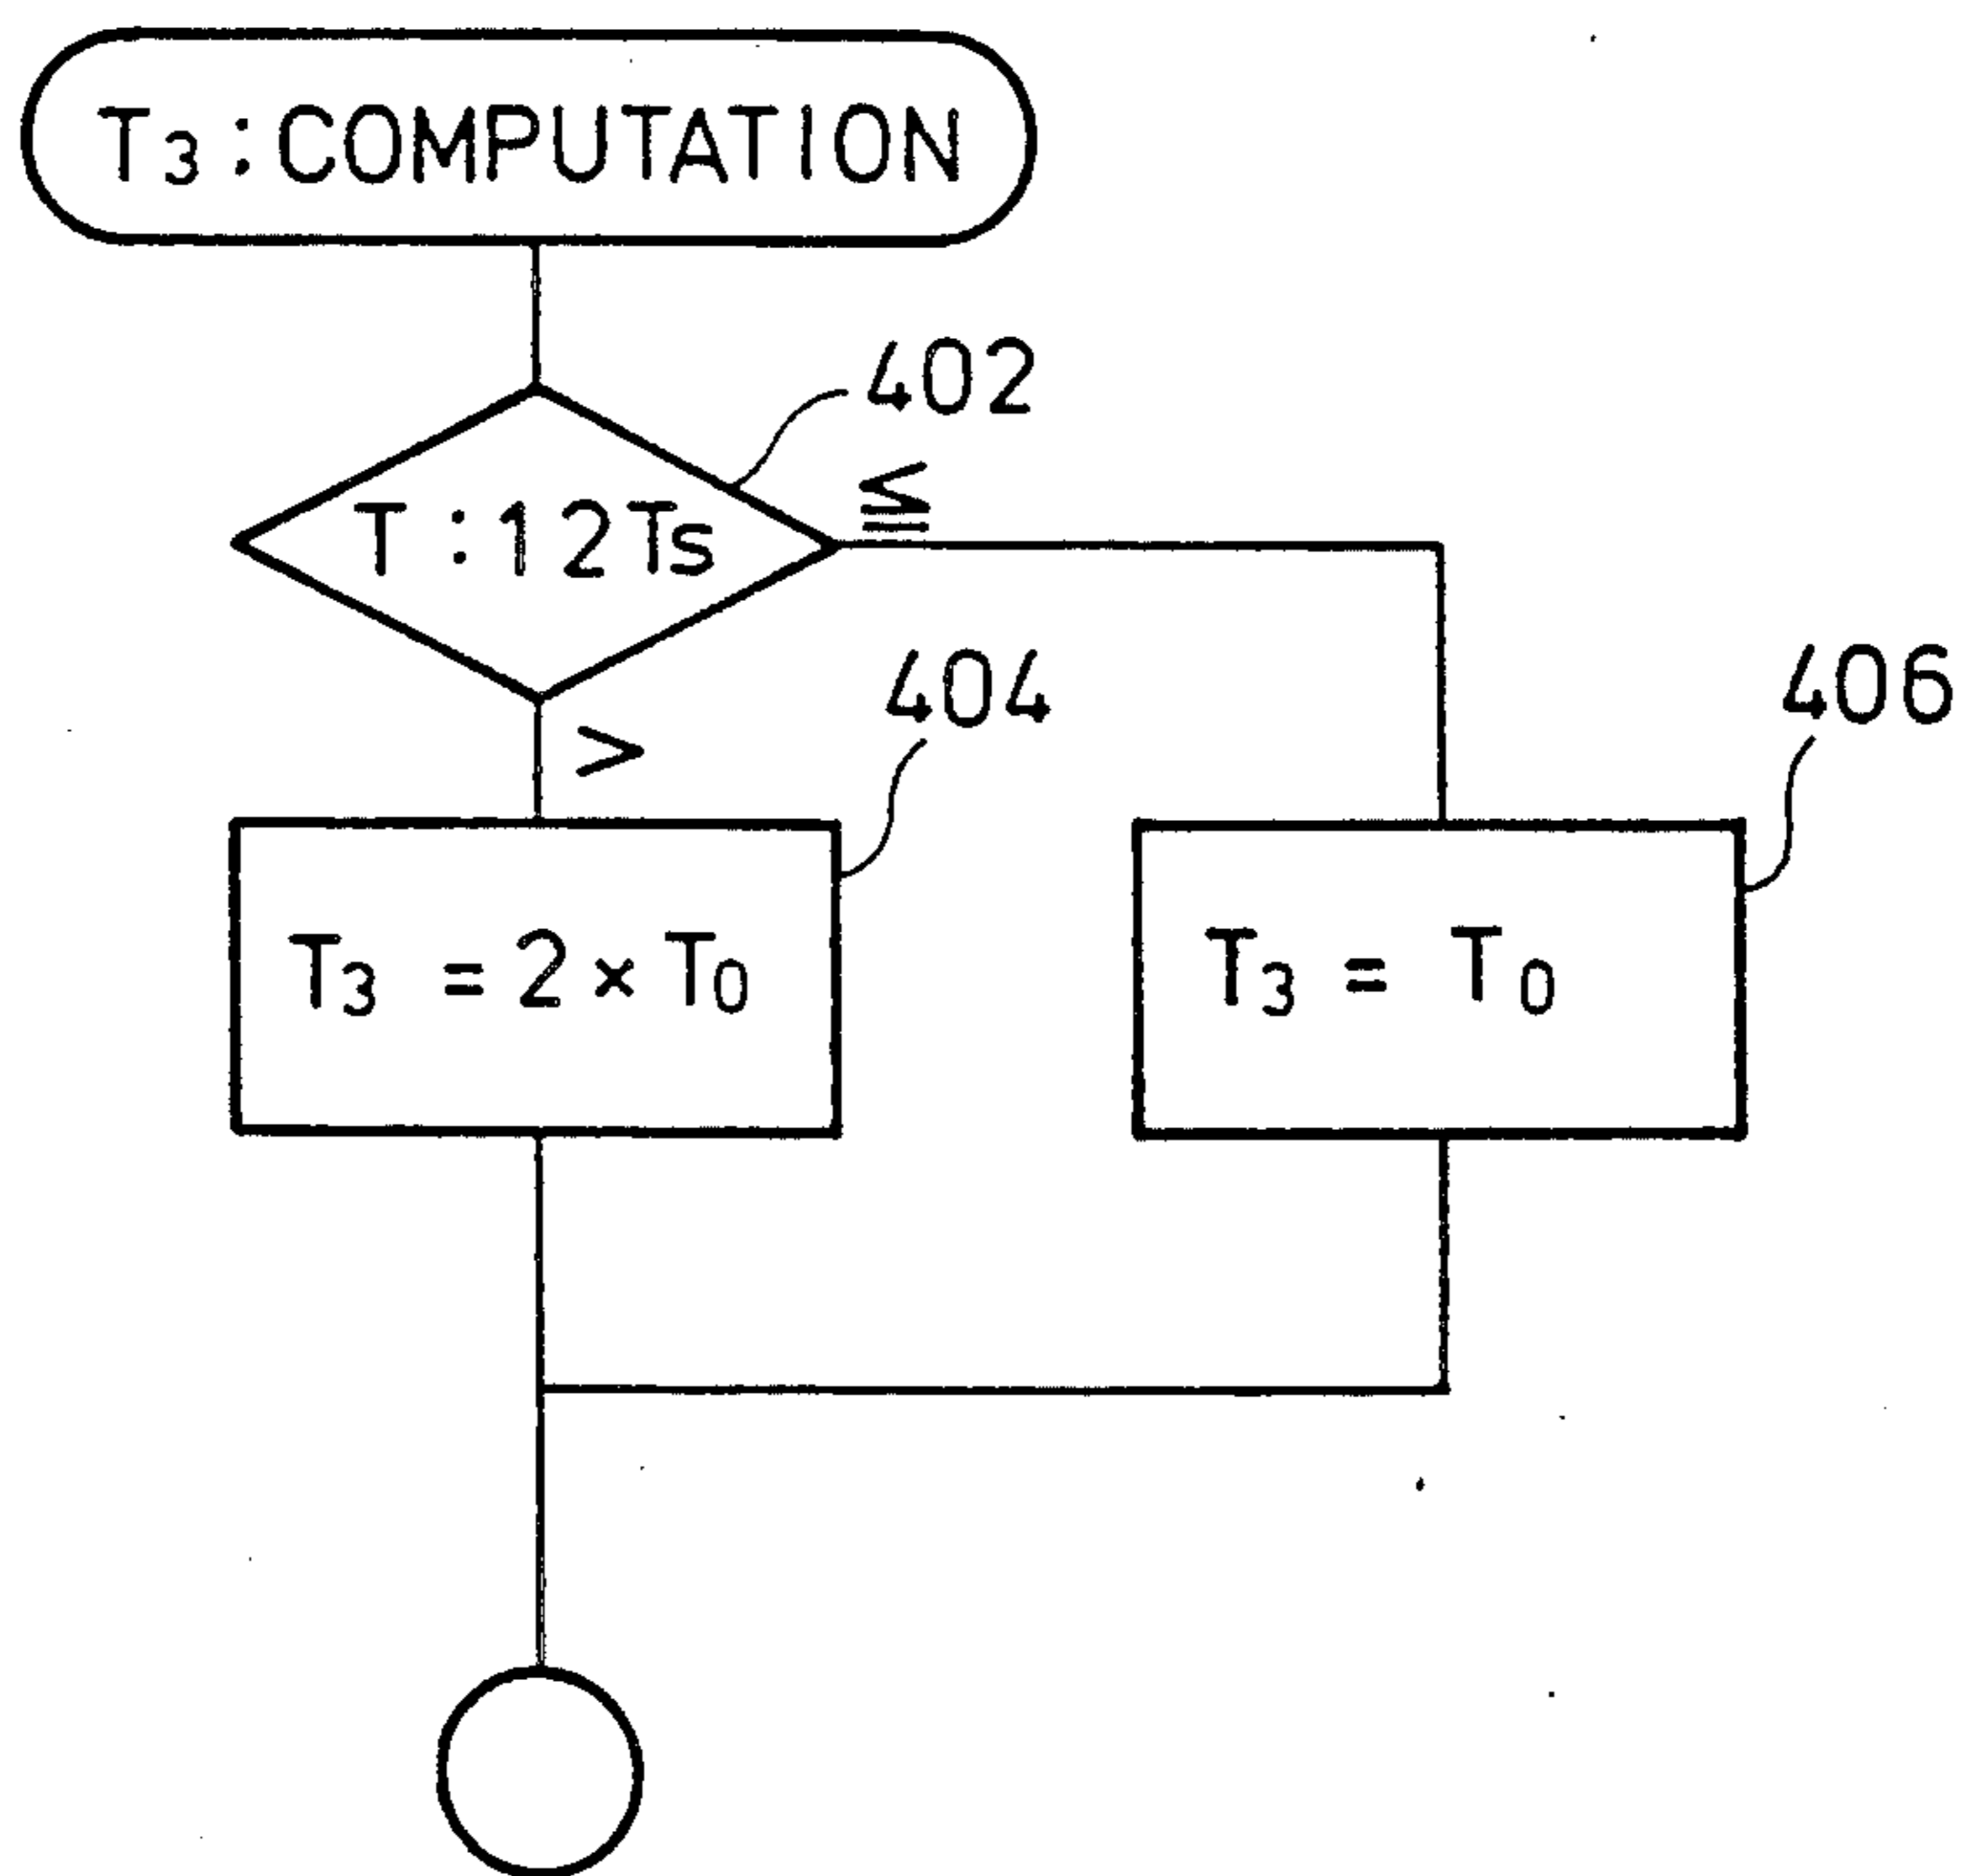 T₃ : COMPUTATION
402
T : 12Ts
≦
>
404
406
T₃ = 2 × T₀
T₃ = T₀